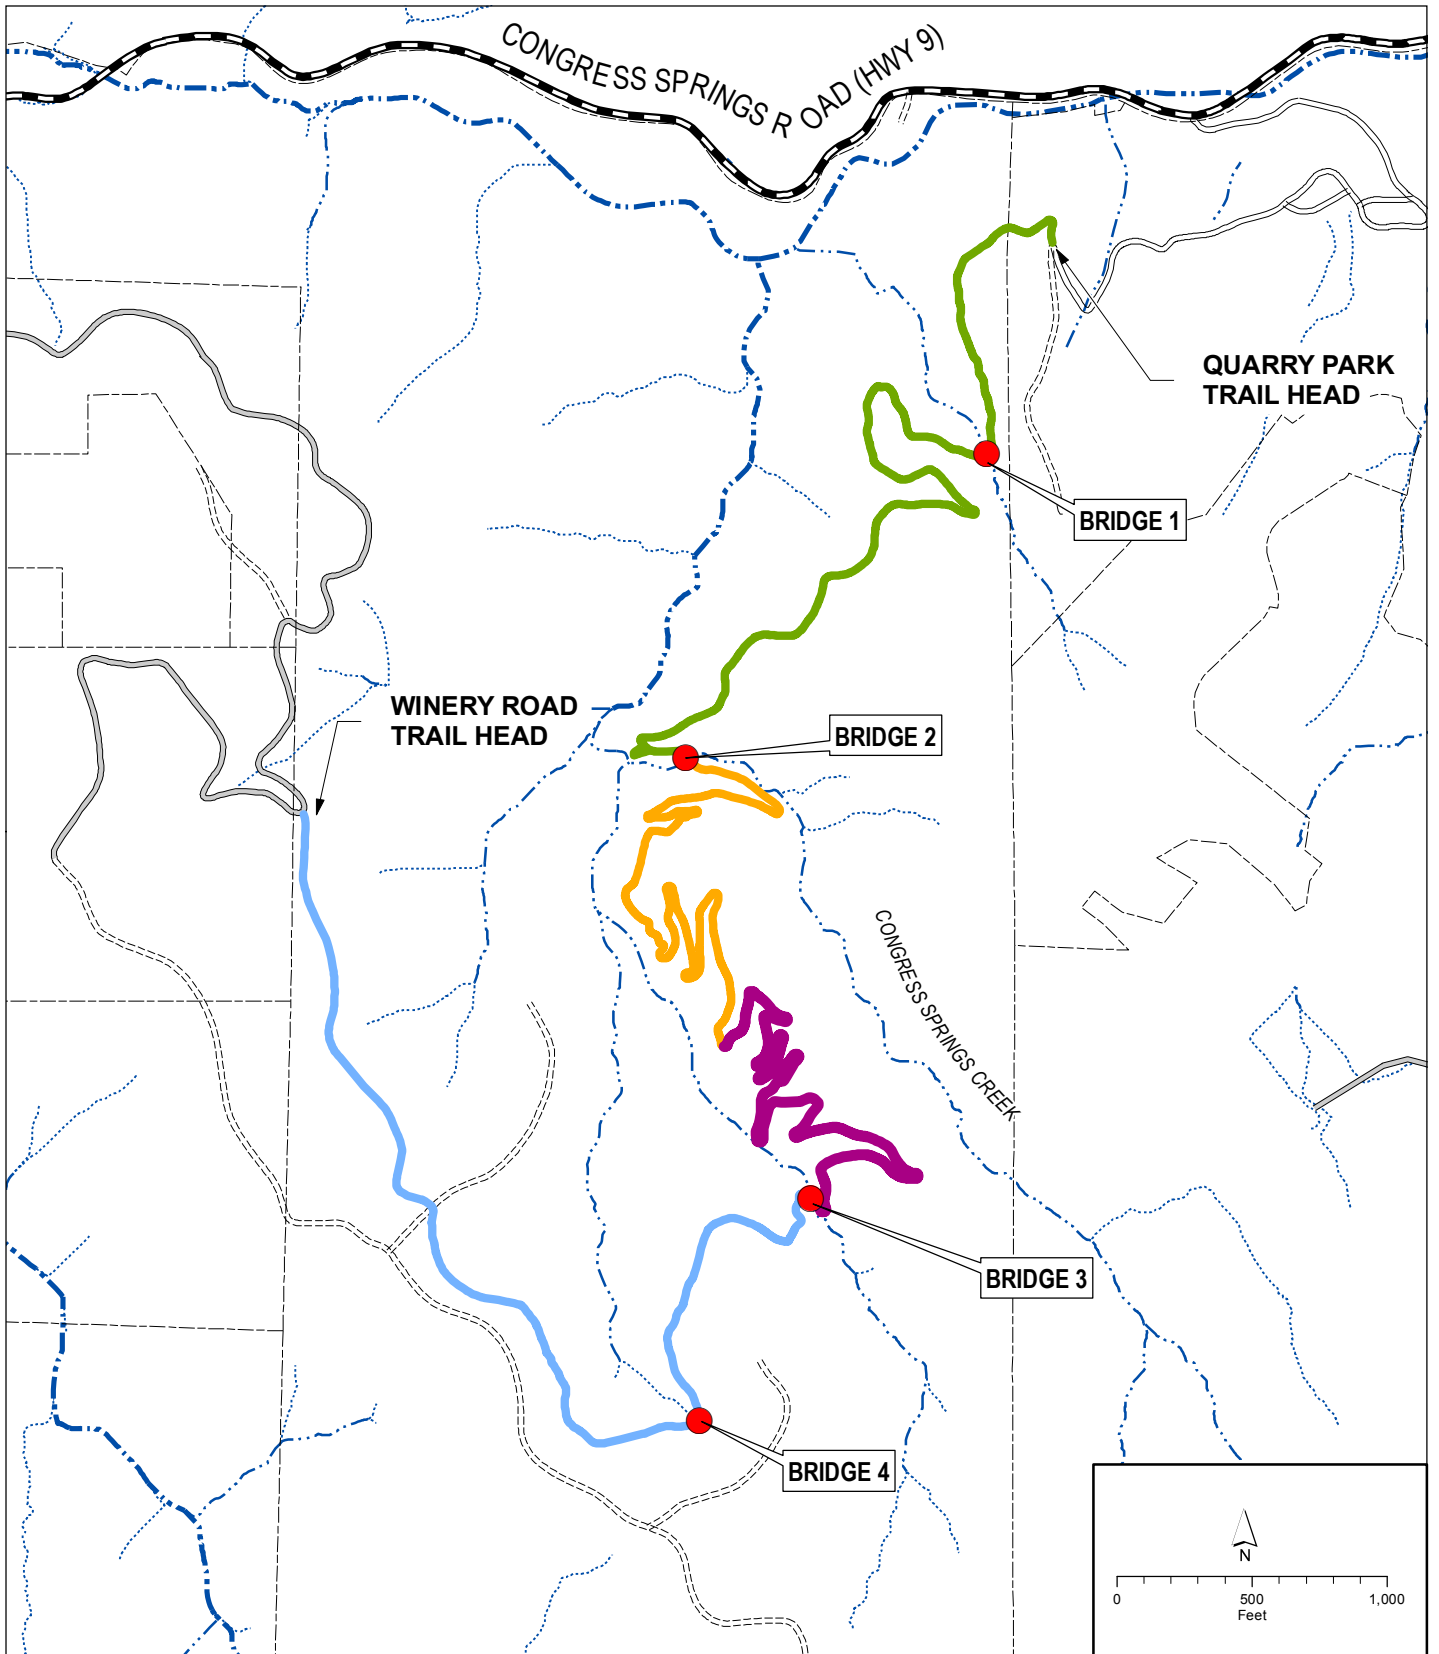 CONGRESS SPRINGS R OAD (HWY 9)
QUARRY PARK
TRAIL HEAD
BRIDGE 1
WINERY ROAD
TRAIL HEAD
BRIDGE 2
CONGRESS SPRINGS CREEK
BRIDGE 3
BRIDGE 4
N
0 500 1,000
Feet